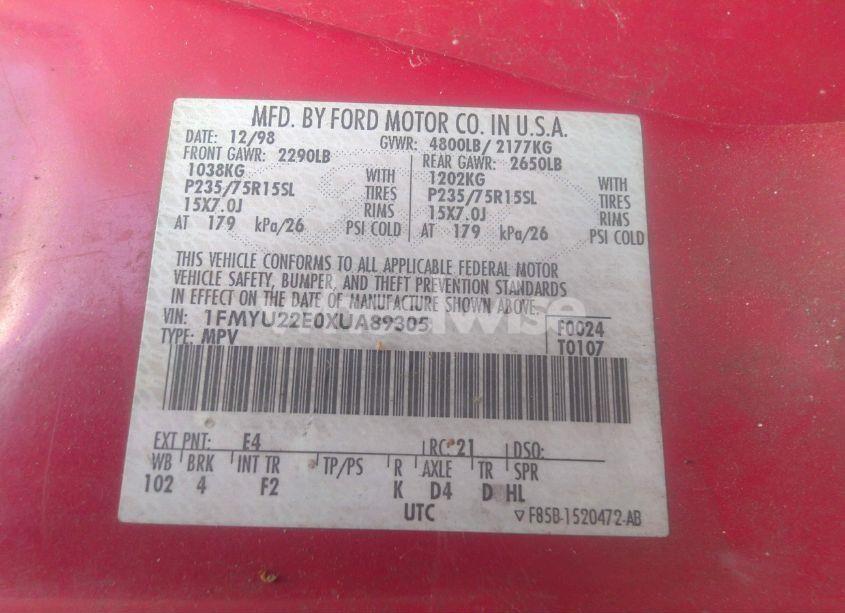 MFD. BY FORD MOTOR CO. IN U.S.A.
DATE: 12/98 GVWR: 4800LB/ 2177KG
FRONT GAWR: 2290LB REAR GAWR: 2650LB
1038KG WITH 1202KG WITH
P235/75R15SL TIRES P235/75R15SL TIRES
15X7.0J RIMS 15X7.0J RIMS
AT 179 kPa/26 PSI COLD AT 179 kPa/26 PSI COLD
THIS VEHICLE CONFORMS TO ALL APPLICABLE FEDERAL MOTOR
VEHICLE SAFETY, BUMPER, AND THEFT PREVENTION STANDARDS
IN EFFECT ON THE DATE OF MANUFACTURE SHOWN ABOVE.
VIN: 1FMYU22E0XUA89305 F0024
TYPE: MPV T0107
EXT PNT: E4 RC: 21 DSO:
WB BRK INT TR TP/PS R AXLE TR SPR
102 4 F2 K D4 D HL
UTC ▽ F85B-1520472-AB